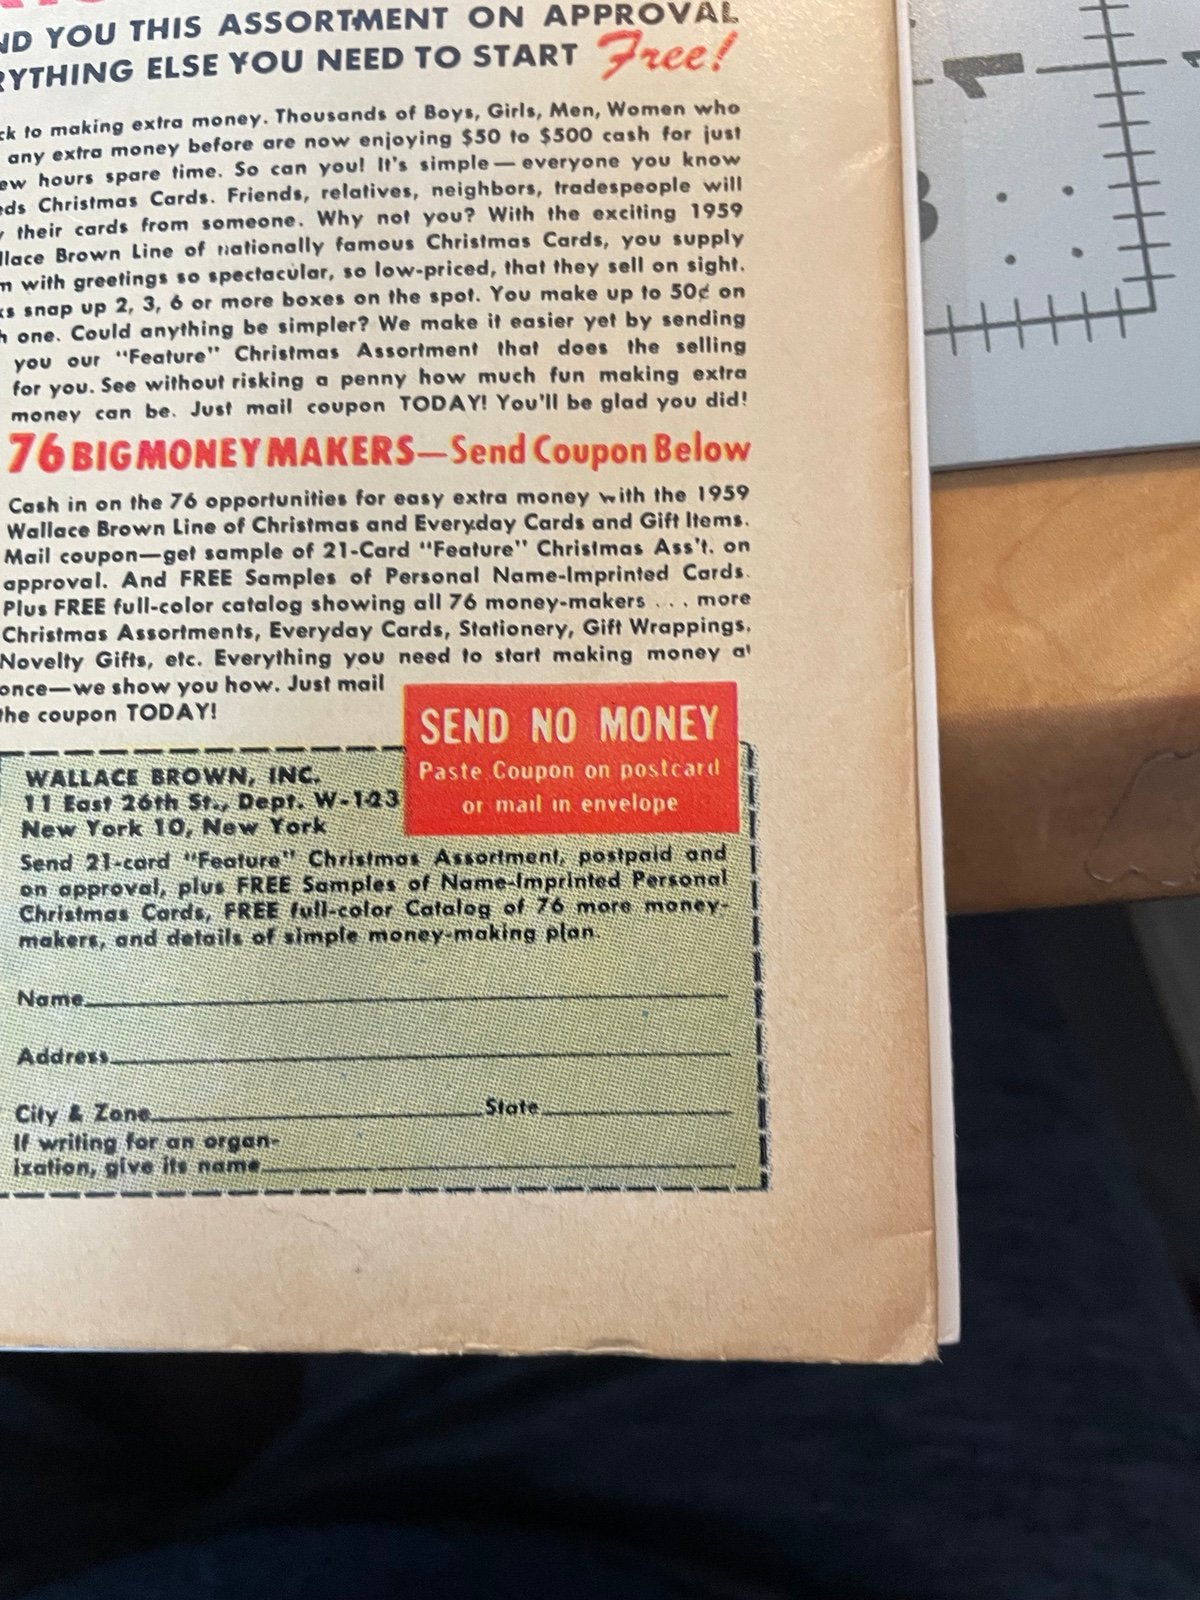 ND YOU THIS ASSORTMENT ON APPROVAL
RYTHING ELSE YOU NEED TO START Free!
ck to making extra money. Thousands of Boys, Girls, Men, Women who
any extra money before are now enjoying $50 to $500 cash for just
ew hours spare time. So can you! It's simple—everyone you know
eds Christmas Cards. Friends, relatives, neighbors, tradespeople will
y their cards from someone. Why not you? With the exciting 1959
llace Brown Line of nationally famous Christmas Cards, you supply
m with greetings so spectacular, so low-priced, that they sell on sight.
ks snap up 2, 3, 6 or more boxes on the spot. You make up to 50¢ on
h one. Could anything be simpler? We make it easier yet by sending
you our "Feature" Christmas Assortment that does the selling
for you. See without risking a penny how much fun making extra
money can be. Just mail coupon TODAY! You'll be glad you did!
76 BIG MONEY MAKERS—Send Coupon Below
Cash in on the 76 opportunities for easy extra money with the 1959
Wallace Brown Line of Christmas and Everyday Cards and Gift Items.
Mail coupon—get sample of 21-Card "Feature" Christmas Ass't. on
approval. And FREE Samples of Personal Name-Imprinted Cards.
Plus FREE full-color catalog showing all 76 money-makers . . . more
Christmas Assortments, Everyday Cards, Stationery, Gift Wrappings,
Novelty Gifts, etc. Everything you need to start making money at
once—we show you how. Just mail
the coupon TODAY!
SEND NO MONEY
Paste Coupon on postcard
or mail in envelope
WALLACE BROWN, INC.
11 East 26th St., Dept. W-123
New York 10, New York
Send 21-card "Feature" Christmas Assortment, postpaid and
on approval, plus FREE Samples of Name-Imprinted Personal
Christmas Cards, FREE full-color Catalog of 76 more money-
makers, and details of simple money-making plan.
Name
Address
City & Zone State
If writing for an organ-
ization, give its name
1